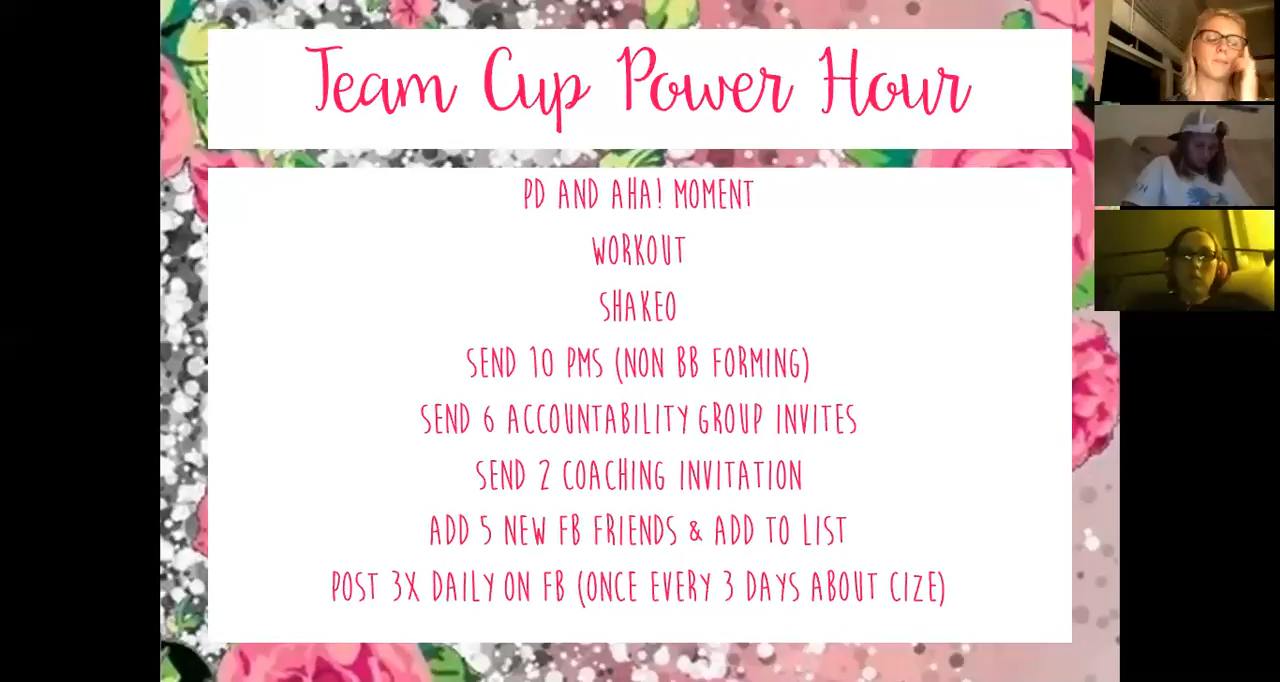 Team Cup Power Hour
PD AND AHA! MOMENT
WORKOUT
SHAKEO
SEND 10 PMS (NON BB FORMING)
SEND 6 ACCOUNTABILITY GROUP INVITES
SEND 2 COACHING INVITATION
ADD 5 NEW FB FRIENDS & ADD TO LIST
POST 3X DAILY ON FB (ONCE EVERY 3 DAYS ABOUT CIZE)